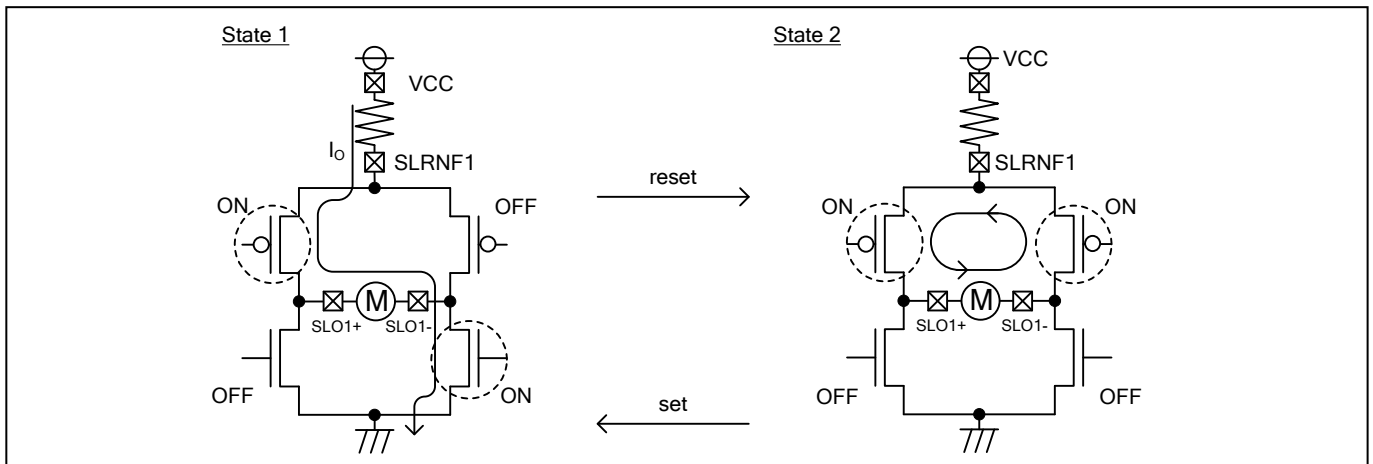 State 1
VCC
I_O
SLRNF1
ON
OFF
M
SLO1+
SLO1-
OFF
ON
reset
set
State 2
VCC
SLRNF1
ON
ON
M
SLO1+
SLO1-
OFF
OFF